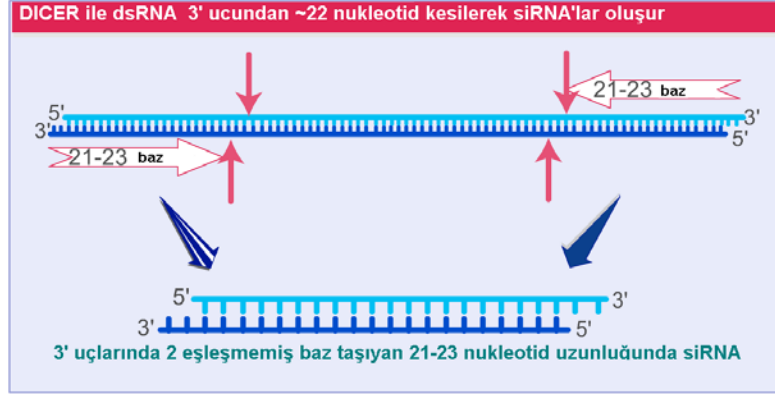 DICER ile dsRNA 3' ucundan ~22 nukleotid kesilerek siRNA'lar oluşur
21-23 baz
5'
3'
3'
5'
21-23 baz
5'
3'
3'
5'
3' uçlarında 2 eşleşmemiş baz taşıyan 21-23 nukleotid uzunluğunda siRNA